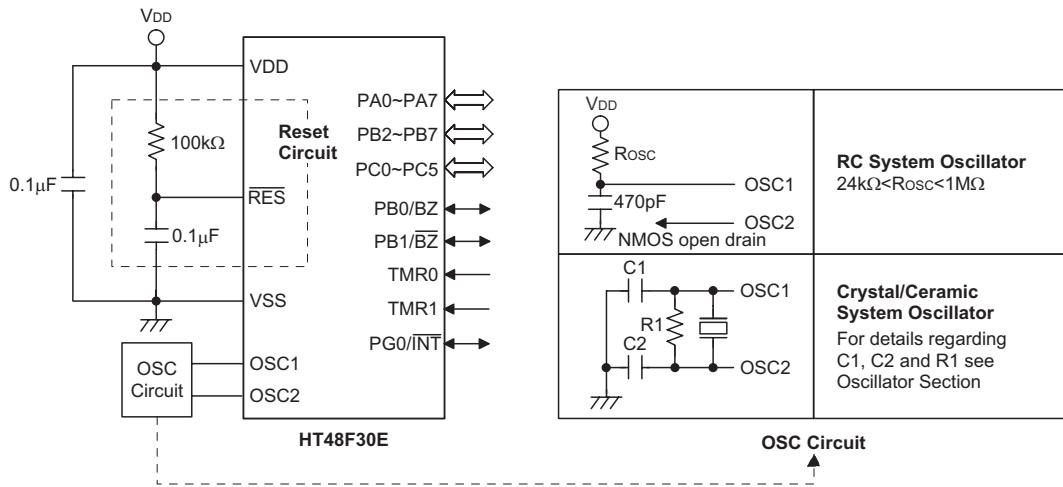 VDD
VDD
100kΩ
Reset
Circuit
0.1μF
RES
0.1μF
VSS
OSC
Circuit
OSC1
OSC2
PA0~PA7
PB2~PB7
PC0~PC5
PB0/BZ
PB1/BZ
TMR0
TMR1
PG0/INT
HT48F30E
VDD
ROSC
OSC1
470pF
OSC2
NMOS open drain
RC System Oscillator
24kΩ<ROSC<1MΩ
C1
OSC1
R1
C2
OSC2
Crystal/Ceramic
System Oscillator
For details regarding
C1, C2 and R1 see
Oscillator Section
OSC Circuit